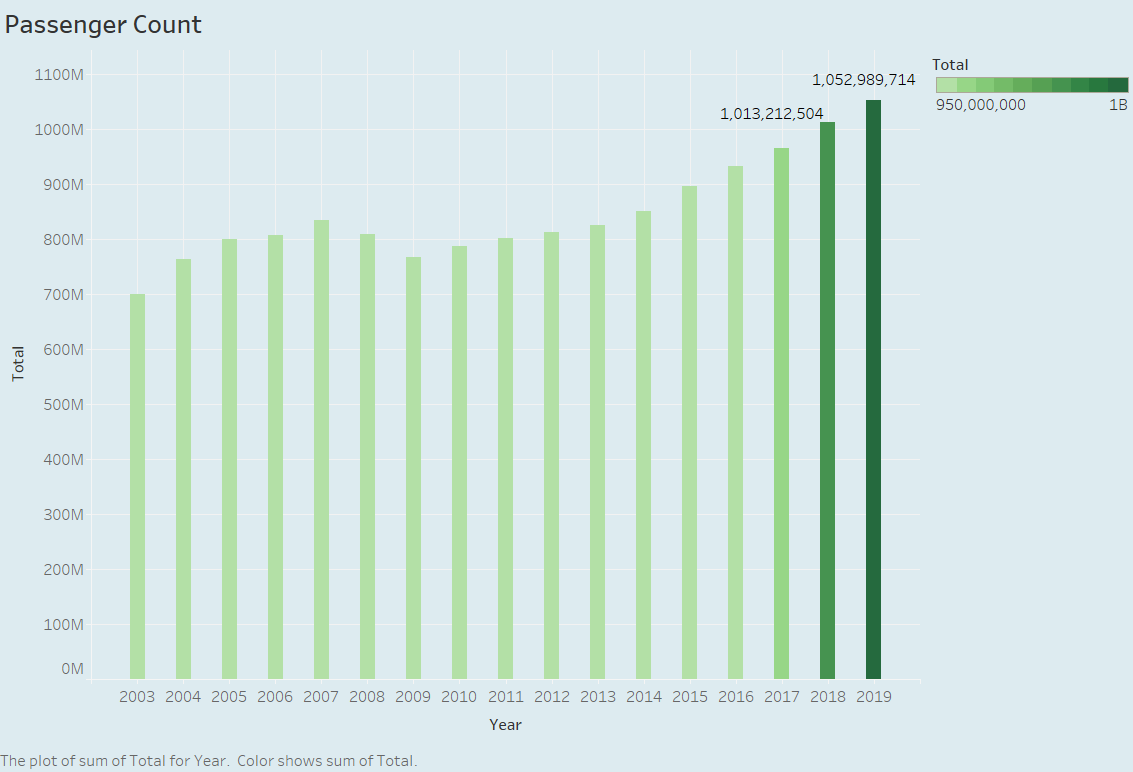 Passenger Count
Total
950,000,000 1B
1,052,989,714
1,013,212,504
1100M
1000M
900M
800M
700M
600M
500M
400M
300M
200M
100M
0M
Total
2003 2004 2005 2006 2007 2008 2009 2010 2011 2012 2013 2014 2015 2016 2017 2018 2019
Year
The plot of sum of Total for Year. Color shows sum of Total.